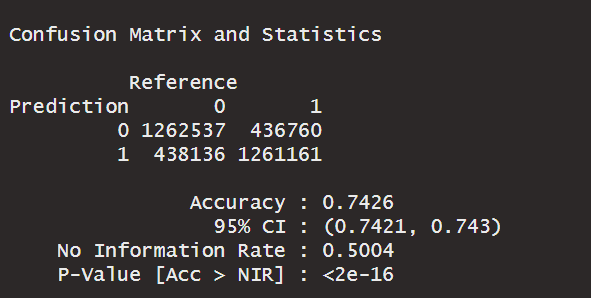 Confusion Matrix and Statistics
Reference
Prediction 0 1
0 1262537 436760
1 438136 1261161
Accuracy : 0.7426
95% CI : (0.7421, 0.743)
No Information Rate : 0.5004
P-Value [Acc > NIR] : <2e-16